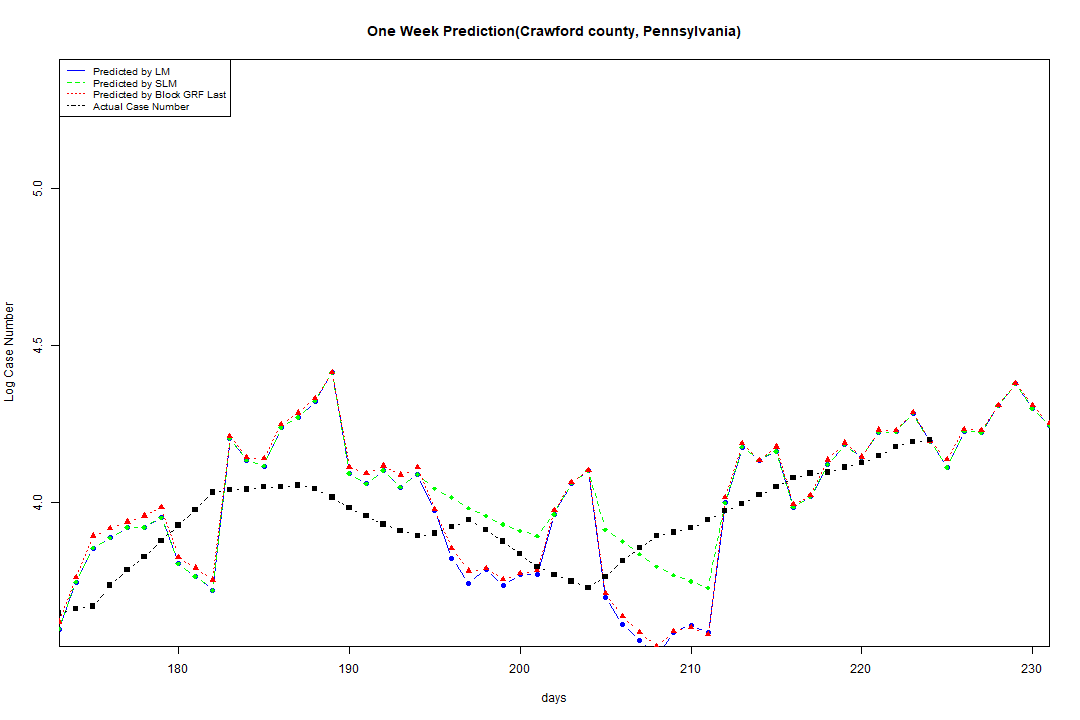 One Week Prediction(Crawford county, Pennsylvania)
Predicted by LM
Predicted by SLM
Predicted by Block GRF Last
Actual Case Number
5.0
4.5
4.0
Log Case Number
180 190 200 210 220 230
days